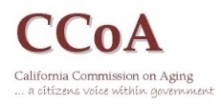 CCoA
California Commission on Aging
... a citizens voice within government